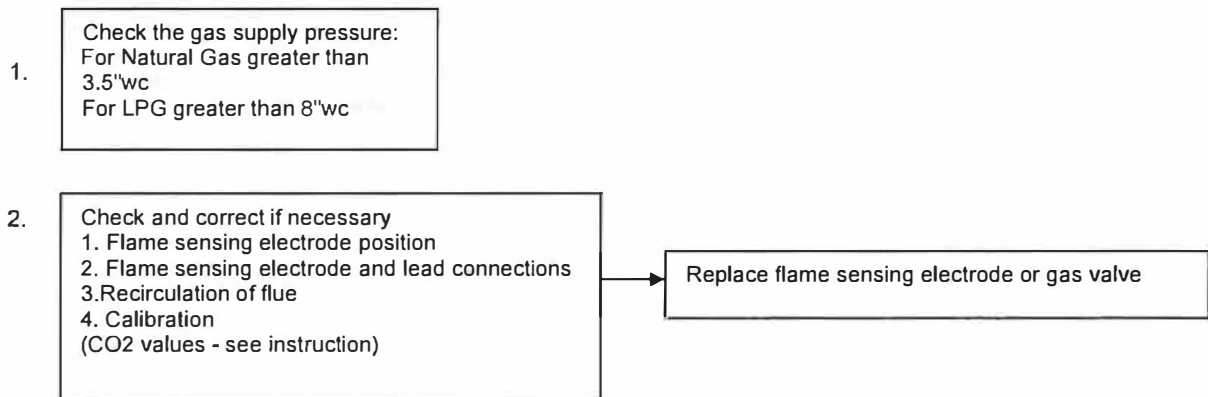 1.
Check the gas supply pressure:
For Natural Gas greater than
3.5"wc
For LPG greater than 8"wc
2.
Check and correct if necessary
1. Flame sensing electrode position
2. Flame sensing electrode and lead connections
3.Recirculation of flue
4. Calibration
(CO2 values - see instruction)
Replace flame sensing electrode or gas valve